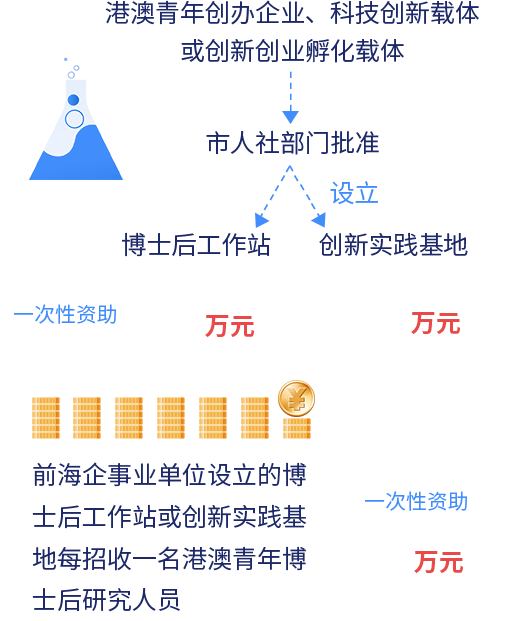 港澳青年创办企业、科技创新载体
或创新创业孵化载体
市人社部门批准
设立
博士后工作站 创新实践基地
一次性资助 万元 万元
¥
前海企事业单位设立的博
士后工作站或创新实践基
地每招收一名港澳青年博
士后研究人员
一次性资助
万元